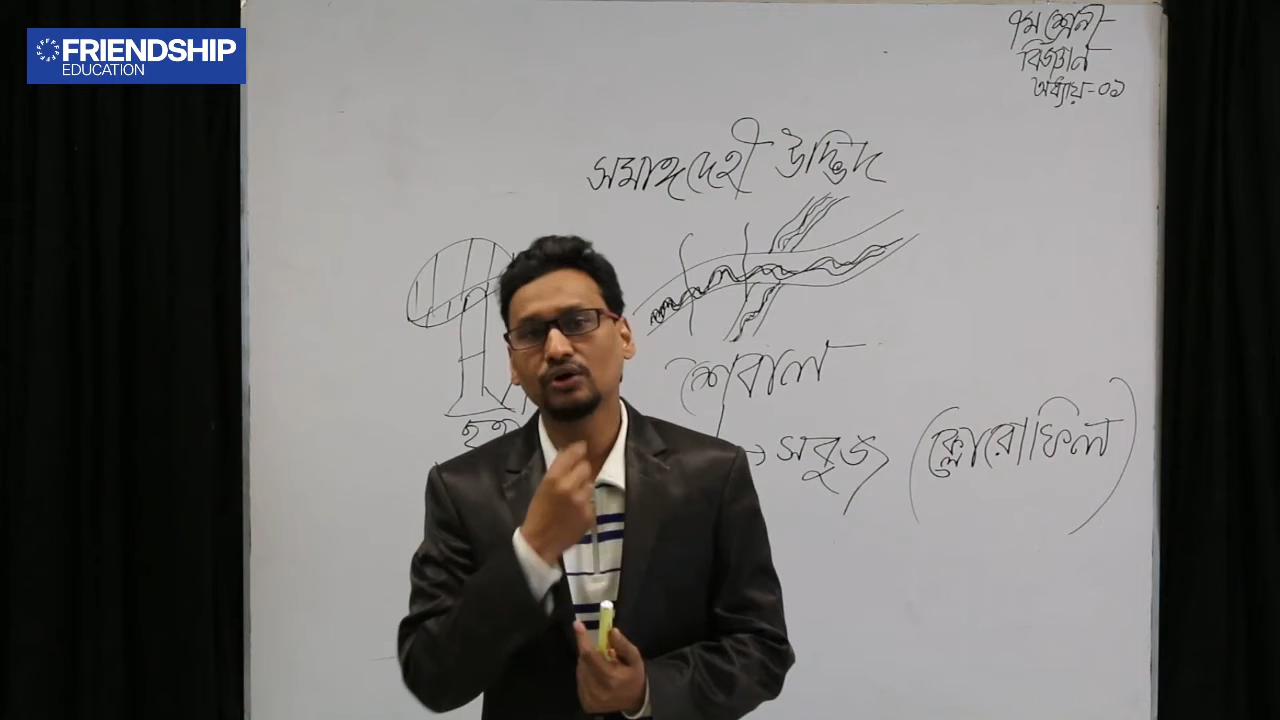 FRIENDSHIP
EDUCATION
৭ম শ্রেনী
বিজ্ঞান
অধ্যায়-০১
সমাঙ্গদেহী উদ্ভিদ
শৈবাল
→ সবুজ (ক্লোরোফিল)